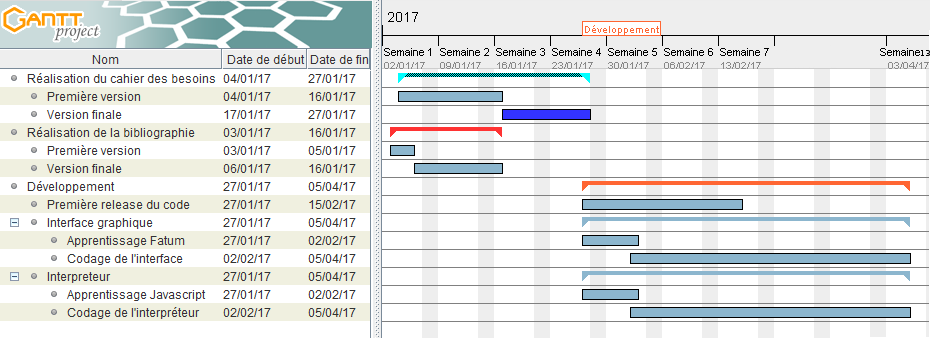 GANTT
project
2017
Développement
Semaine 1 Semaine 2 Semaine 3 Semaine 4 Semaine 5 Semaine 6 Semaine 7 Semaine13
Nom Date de début Date de fin 02/01/17 09/01/17 16/01/17 23/01/17 30/01/17 06/02/17 13/02/17 03/04/17
Réalisation du cahier des besoins 04/01/17 27/01/17
Première version 04/01/17 16/01/17
Version finale 17/01/17 27/01/17
Réalisation de la bibliographie 03/01/17 16/01/17
Première version 03/01/17 05/01/17
Version finale 06/01/17 16/01/17
Développement 27/01/17 05/04/17
Première release du code 27/01/17 15/02/17
Interface graphique 27/01/17 05/04/17
Apprentissage Fatum 27/01/17 02/02/17
Codage de l'interface 02/02/17 05/04/17
Interpreteur 27/01/17 05/04/17
Apprentissage Javascript 27/01/17 02/02/17
Codage de l'interpréteur 02/02/17 05/04/17